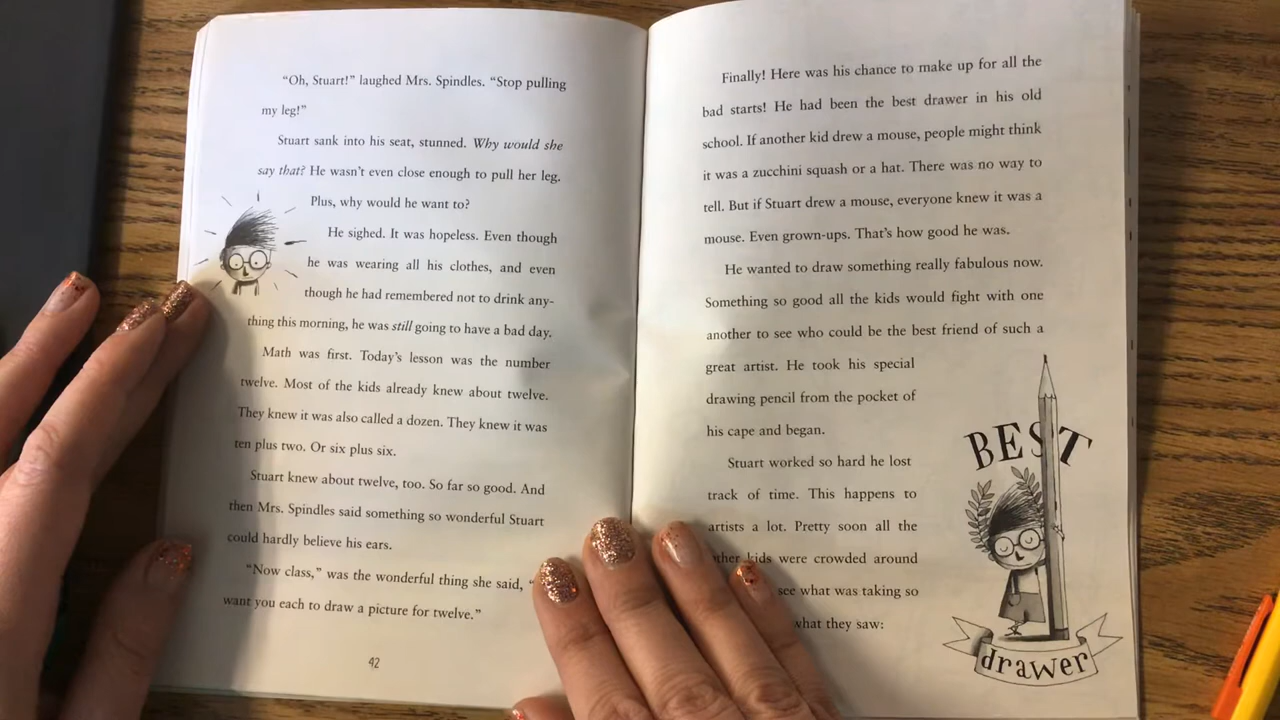 “Oh, Stuart!” laughed Mrs. Spindles. “Stop pulling
my leg!”
Stuart sank into his seat, stunned. Why would she
say that? He wasn’t even close enough to pull her leg.
Plus, why would he want to?
He sighed. It was hopeless. Even though
he was wearing all his clothes, and even
though he had remembered not to drink any-
thing this morning, he was still going to have a bad day.
Math was first. Today’s lesson was the number
twelve. Most of the kids already knew about twelve.
They knew it was also called a dozen. They knew it was
ten plus two. Or six plus six.
Stuart knew about twelve, too. So far so good. And
then Mrs. Spindles said something so wonderful Stuart
could hardly believe his ears.
“Now class,” was the wonderful thing she said, “
want you each to draw a picture for twelve.”
42
Finally! Here was his chance to make up for all the
bad starts! He had been the best drawer in his old
school. If another kid drew a mouse, people might think
it was a zucchini squash or a hat. There was no way to
tell. But if Stuart drew a mouse, everyone knew it was a
mouse. Even grown-ups. That’s how good he was.
He wanted to draw something really fabulous now.
Something so good all the kids would fight with one
another to see who could be the best friend of such a
great artist. He took his special
drawing pencil from the pocket of
his cape and began.
Stuart worked so hard he lost
track of time. This happens to
artists a lot. Pretty soon all the
kids were crowded around
see what was taking so
what they saw:
BEST
drawer